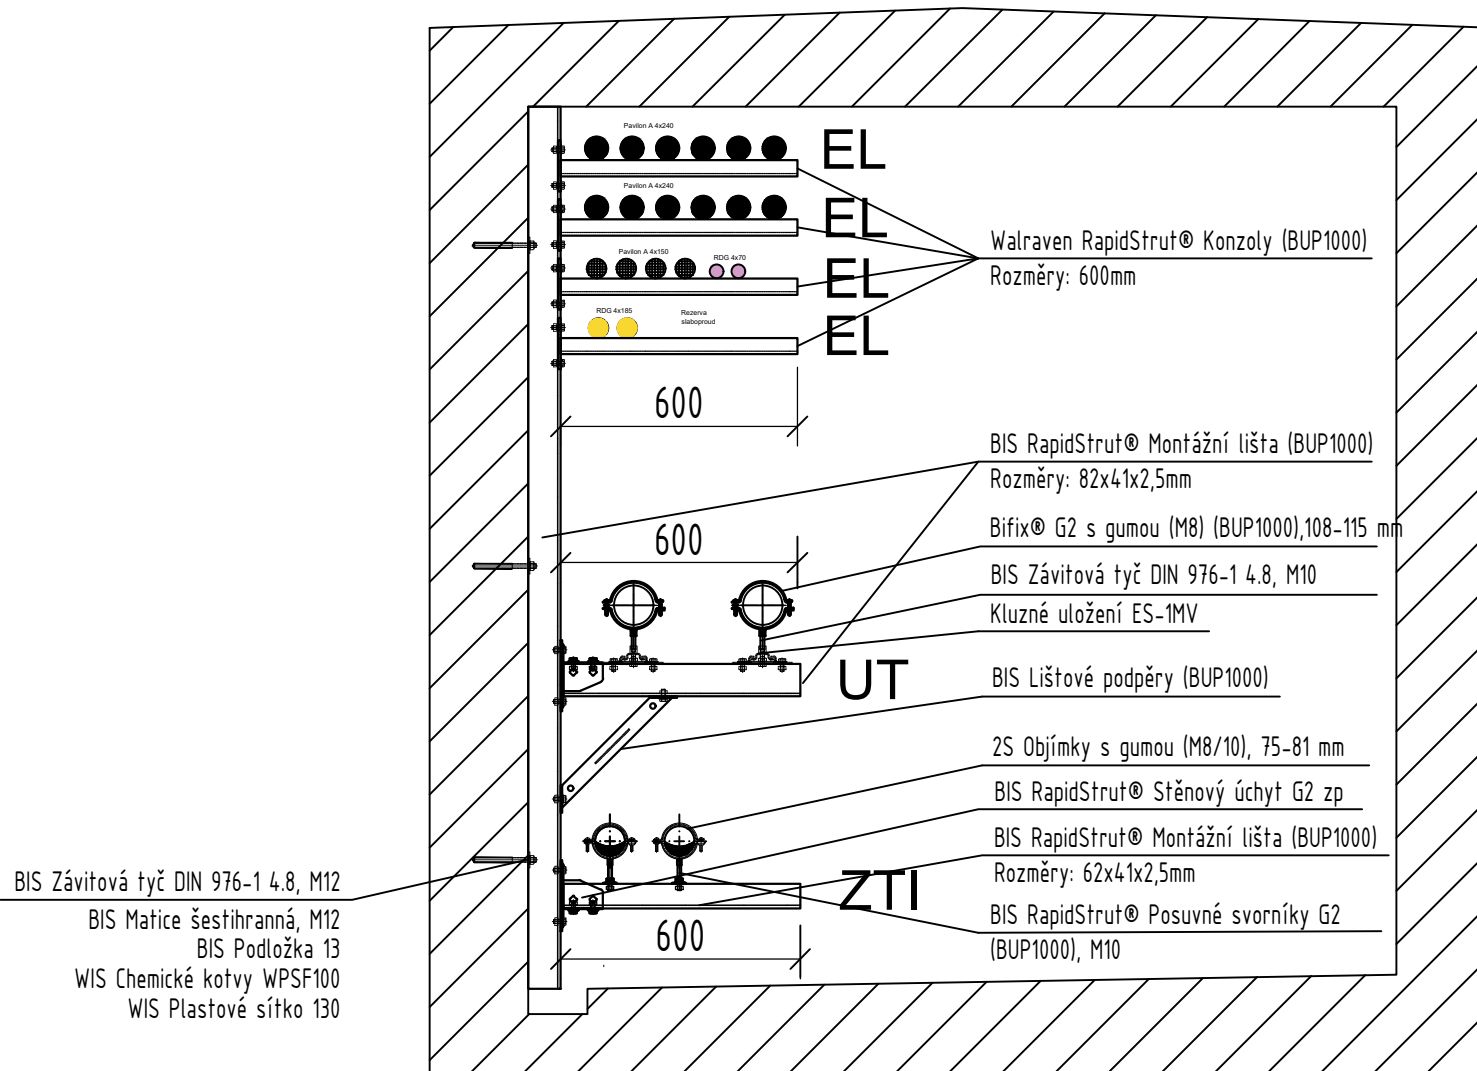 Pavilon A 4x240
EL
Pavilon A 4x240
EL
Pavilon A 4x150
RDG 4x70
EL
RDG 4x185
Rezerva
slaboproud
EL
Walraven RapidStrut® Konzoly (BUP1000)
Rozměry: 600mm
600
BIS RapidStrut® Montážní lišta (BUP1000)
Rozměry: 82x41x2,5mm
600
Bifix® G2 s gumou (M8) (BUP1000),108-115 mm
BIS Závitová tyč DIN 976-1 4.8, M10
Kluzné uložení ES-1MV
UT
BIS Lištové podpěry (BUP1000)
2S Objímky s gumou (M8/10), 75-81 mm
BIS RapidStrut® Stěnový úchyt G2 zp
BIS RapidStrut® Montážní lišta (BUP1000)
Rozměry: 62x41x2,5mm
ZTI
BIS RapidStrut® Posuvné svorníky G2
(BUP1000), M10
600
BIS Závitová tyč DIN 976-1 4.8, M12
BIS Matice šestihranná, M12
BIS Podložka 13
WIS Chemické kotvy WPSF100
WIS Plastové sítko 130